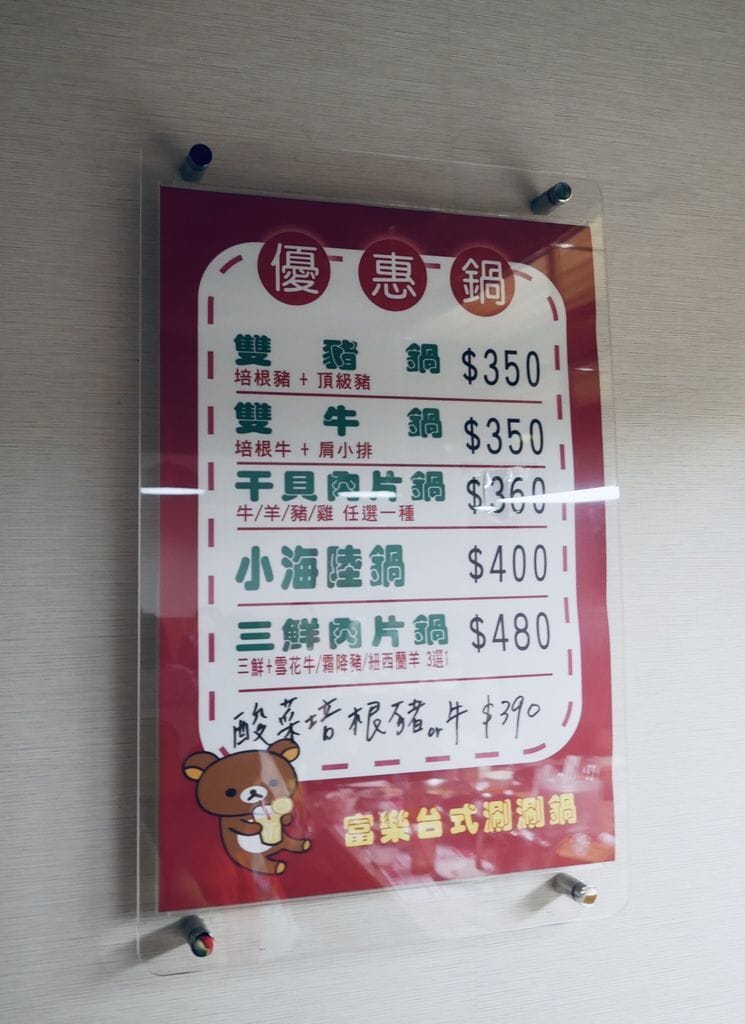 優惠鍋
雙豬鍋 $350
培根豬 + 頂級豬
雙牛鍋 $350
培根牛 + 肩小排
干貝肉片鍋 $360
牛/羊/豬/雞 任選一種
小海陸鍋 $400
三鮮肉片鍋 $480
三鮮+雪花牛/霜降豬/紐西蘭羊 3選1
酸菜培根豬or牛 $390
富樂台式涮涮鍋